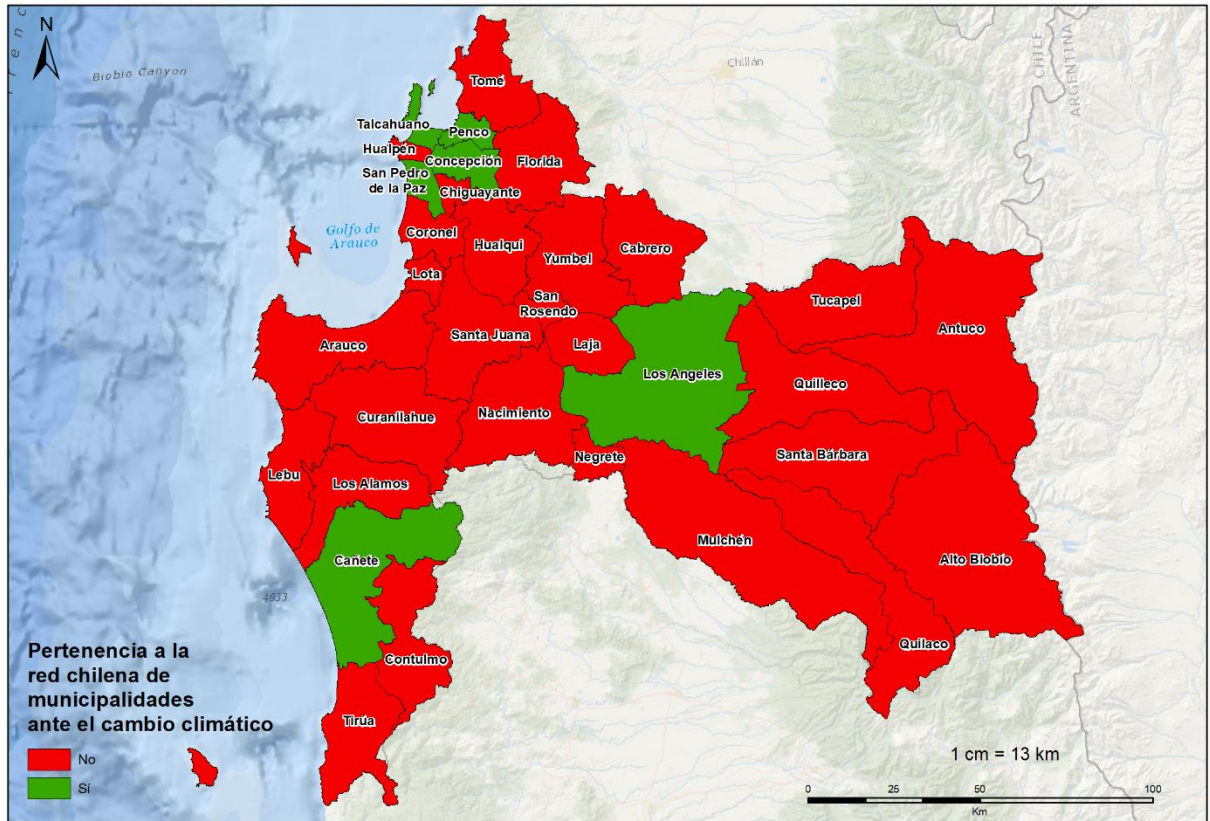 N
Biobio Canyon
Chillán
CHILE
ARGENTINA
Tomé
Talcahuano
Penco
Hualpén
Concepción
Florida
San Pedro
de la Paz
Chiguayante
Golfo de
Arauco
Coronel
Hualqui
Yumbel
Cabrero
Lota
San
Rosendo
Tucapel
Antuco
Santa Juana
Arauco
Laja
Los Angeles
Quilleco
Curanilahue
Nacimiento
Negrete
Santa Bárbara
Lebu
Los Alamos
Mulchén
Cañete
Alto Biobío
4833
Quilaco
Contulmo
Tirúa
Pertenencia a la
red chilena de
municipalidades
ante el cambio climático
No
Sí
1 cm = 13 km
0 25 50 100
Km